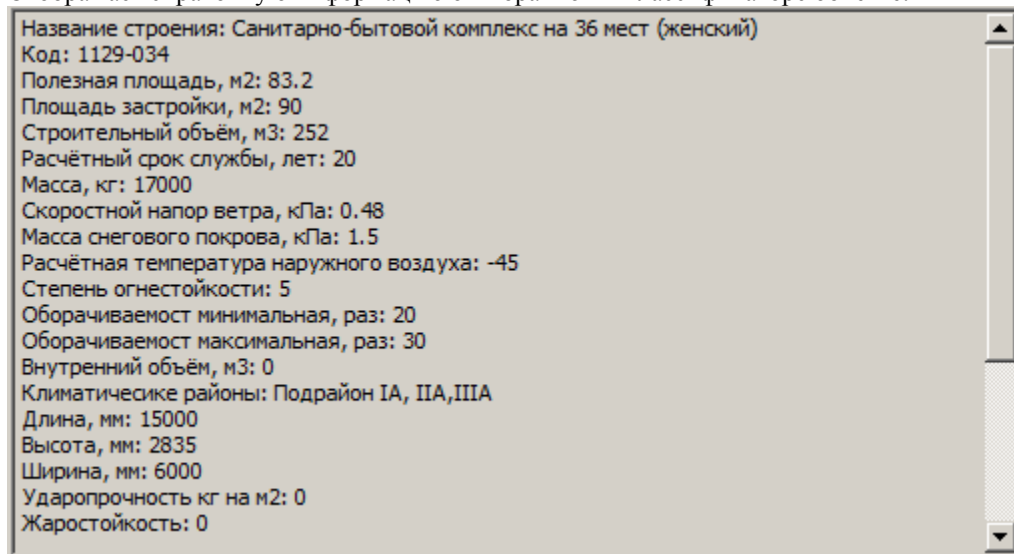 Название строения: Санитарно-бытовой комплекс на 36 мест (женский)
Код: 1129-034
Полезная площадь, м2: 83.2
Площадь застройки, м2: 90
Строительный объём, м3: 252
Расчётный срок службы, лет: 20
Масса, кг: 17000
Скоростной напор ветра, кПа: 0.48
Масса снегового покрова, кПа: 1.5
Расчётная температура наружного воздуха: -45
Степень огнестойкости: 5
Оборачиваемост минимальная, раз: 20
Оборачиваемост максимальная, раз: 30
Внутренний объём, м3: 0
Климатичесике районы: Подрайон IA, IIA,IIIA
Длина, мм: 15000
Высота, мм: 2835
Ширина, мм: 6000
Ударопрочность кг на м2: 0
Жаростойкость: 0